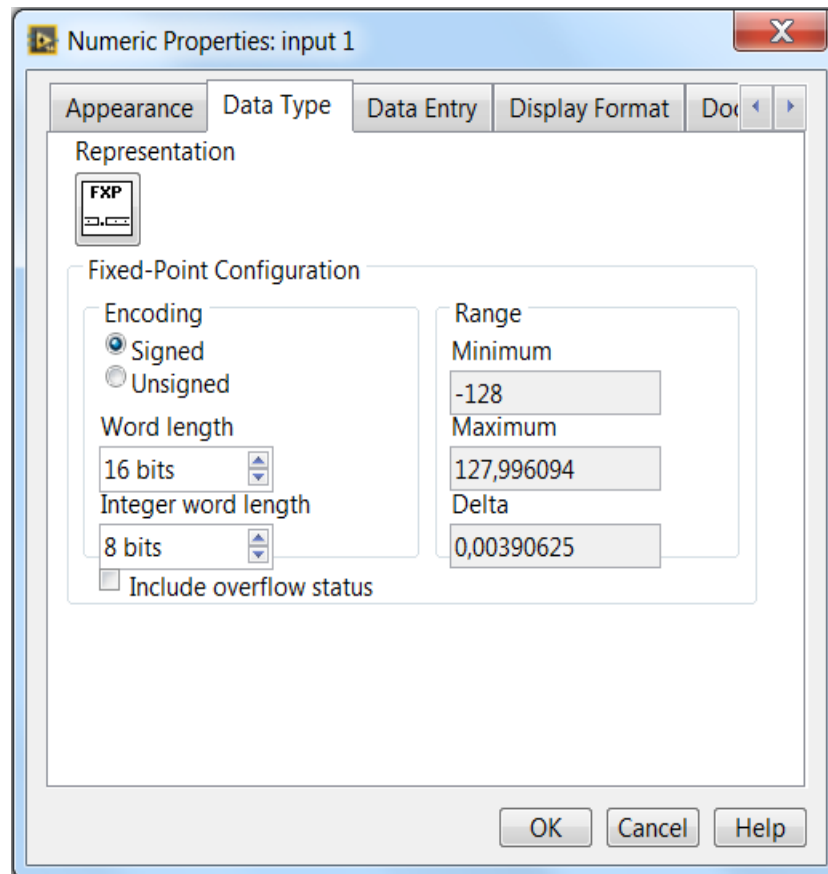 Numeric Properties: input 1
X
Appearance Data Type Data Entry Display Format
Representation
FXP
Fixed-Point Configuration
Encoding
Signed
Unsigned
Word length
16 bits
Integer word length
8 bits
Include overflow status
Range
Minimum
-128
Maximum
127,996094
Delta
0,00390625
OK Cancel Help